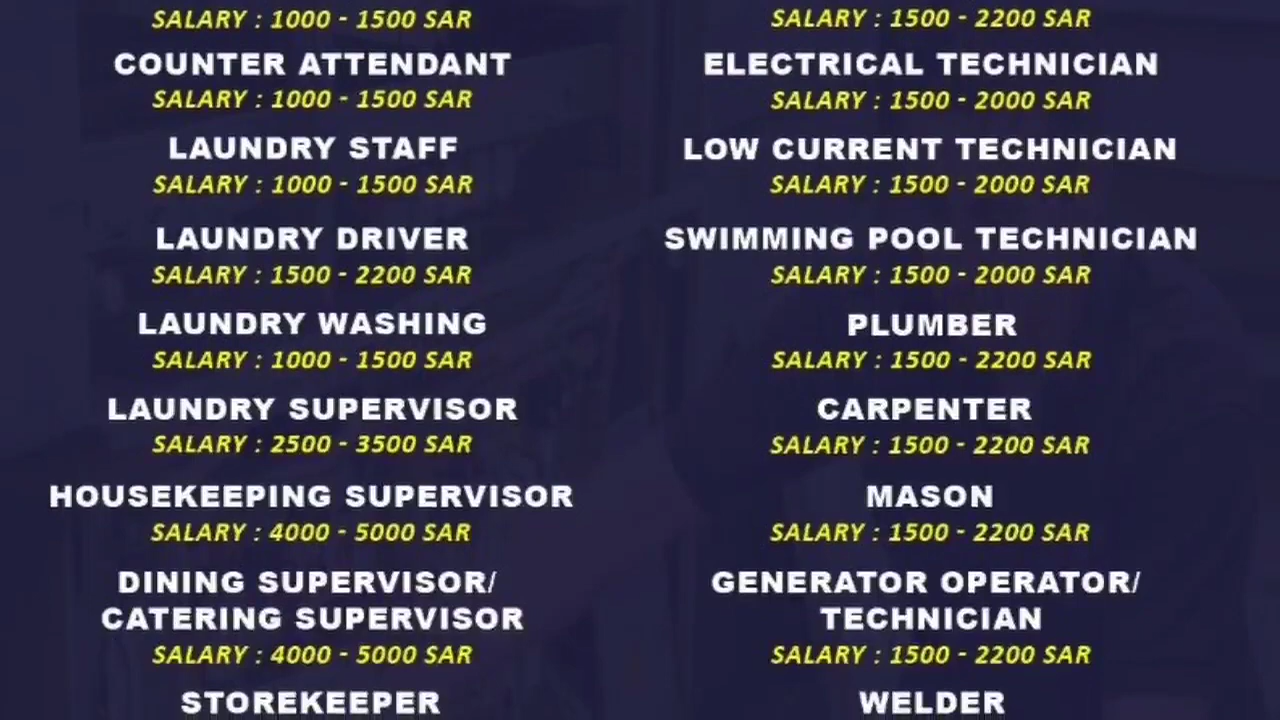 SALARY : 1000 - 1500 SAR
COUNTER ATTENDANT
SALARY : 1000 - 1500 SAR
LAUNDRY STAFF
SALARY : 1000 - 1500 SAR
LAUNDRY DRIVER
SALARY : 1500 - 2200 SAR
LAUNDRY WASHING
SALARY : 1000 - 1500 SAR
LAUNDRY SUPERVISOR
SALARY : 2500 - 3500 SAR
HOUSEKEEPING SUPERVISOR
SALARY : 4000 - 5000 SAR
DINING SUPERVISOR/
CATERING SUPERVISOR
SALARY : 4000 - 5000 SAR
STOREKEEPER
SALARY : 1500 - 2200 SAR
ELECTRICAL TECHNICIAN
SALARY : 1500 - 2000 SAR
LOW CURRENT TECHNICIAN
SALARY : 1500 - 2000 SAR
SWIMMING POOL TECHNICIAN
SALARY : 1500 - 2000 SAR
PLUMBER
SALARY : 1500 - 2200 SAR
CARPENTER
SALARY : 1500 - 2200 SAR
MASON
SALARY : 1500 - 2200 SAR
GENERATOR OPERATOR/
TECHNICIAN
SALARY : 1500 - 2200 SAR
WELDER